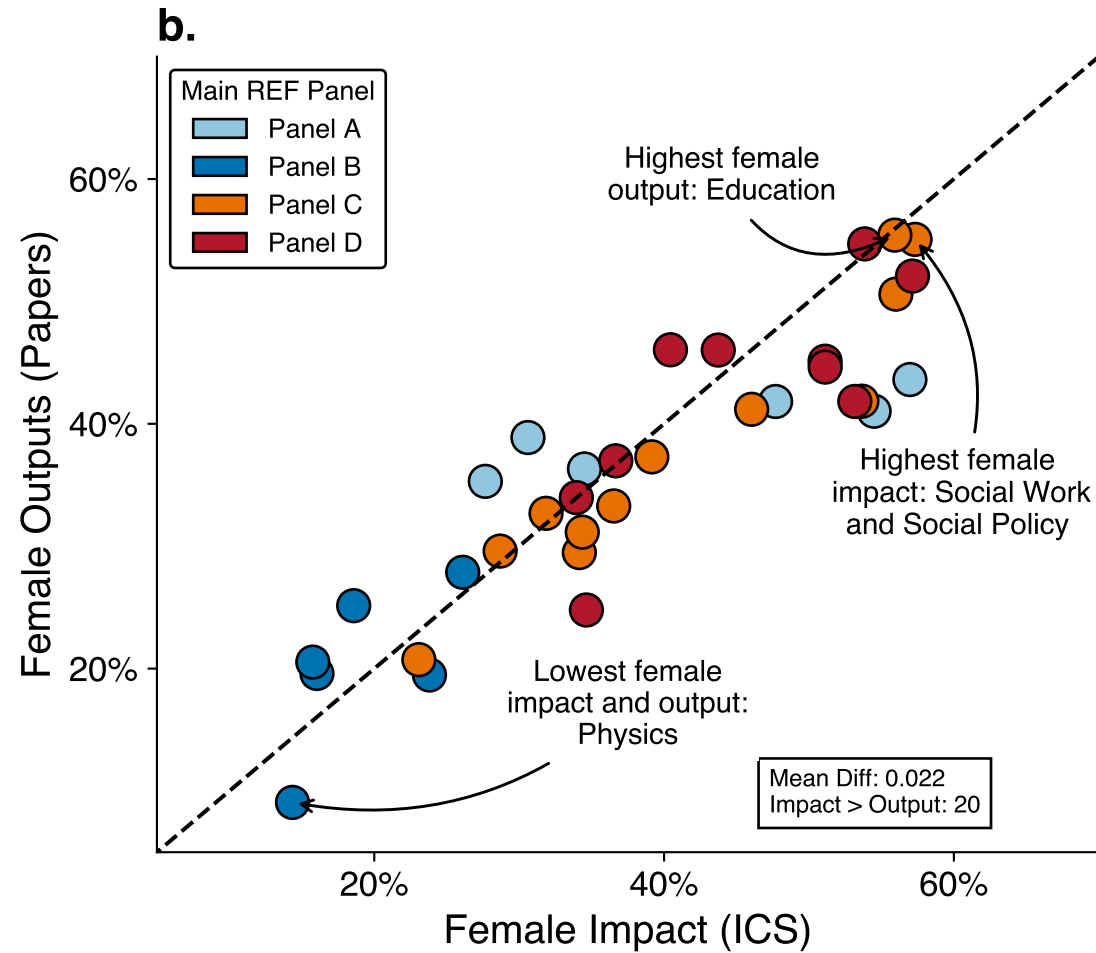 b.
Main REF Panel
Panel A
Panel B
Panel C
Panel D
Highest female
output: Education
Highest female
impact: Social Work
and Social Policy
Lowest female
impact and output:
Physics
Mean Diff: 0.022
Impact > Output: 20
60%
40%
20%
Female Outputs (Papers)
20%
40%
60%
Female Impact (ICS)